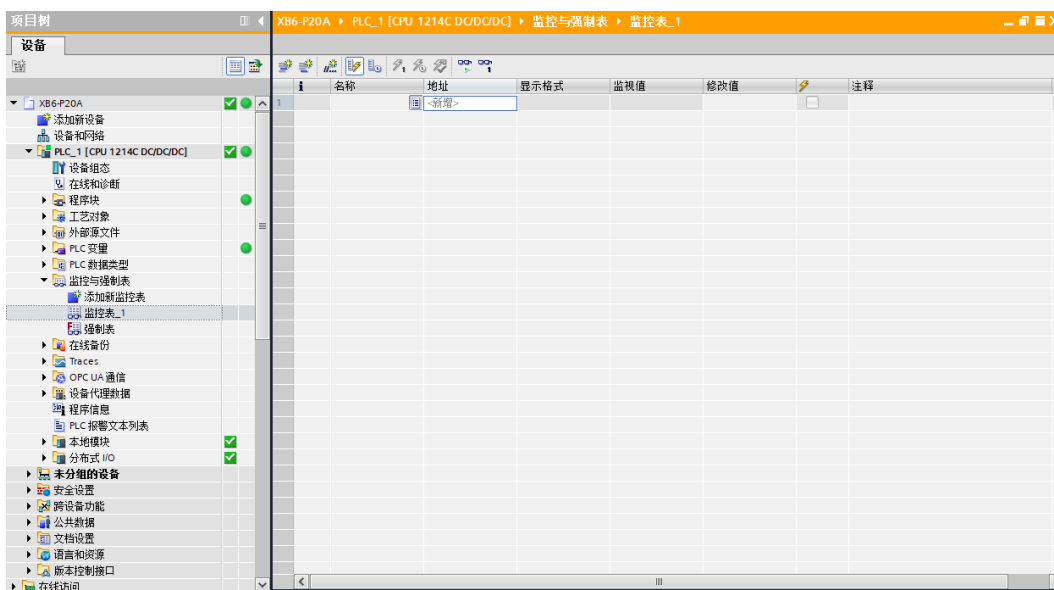 项目树
XB6-P20A ▸ PLC_1 [CPU 1214C DC/DC/DC] ▸ 监控与强制表 ▸ 监控表_1
设备
i 名称 地址 显示格式 监视值 修改值 注释
1 <新增>
XB6-P20A
添加新设备
设备和网络
PLC_1 [CPU 1214C DC/DC/DC]
设备组态
在线和诊断
程序块
工艺对象
外部源文件
PLC 变量
PLC 数据类型
监控与强制表
添加新监控表
监控表_1
强制表
在线备份
Traces
OPC UA 通信
设备代理数据
程序信息
PLC 报警文本列表
本地模块
分布式 I/O
未分组的设备
安全设置
跨设备功能
公共数据
文档设置
语言和资源
版本控制接口
在线访问